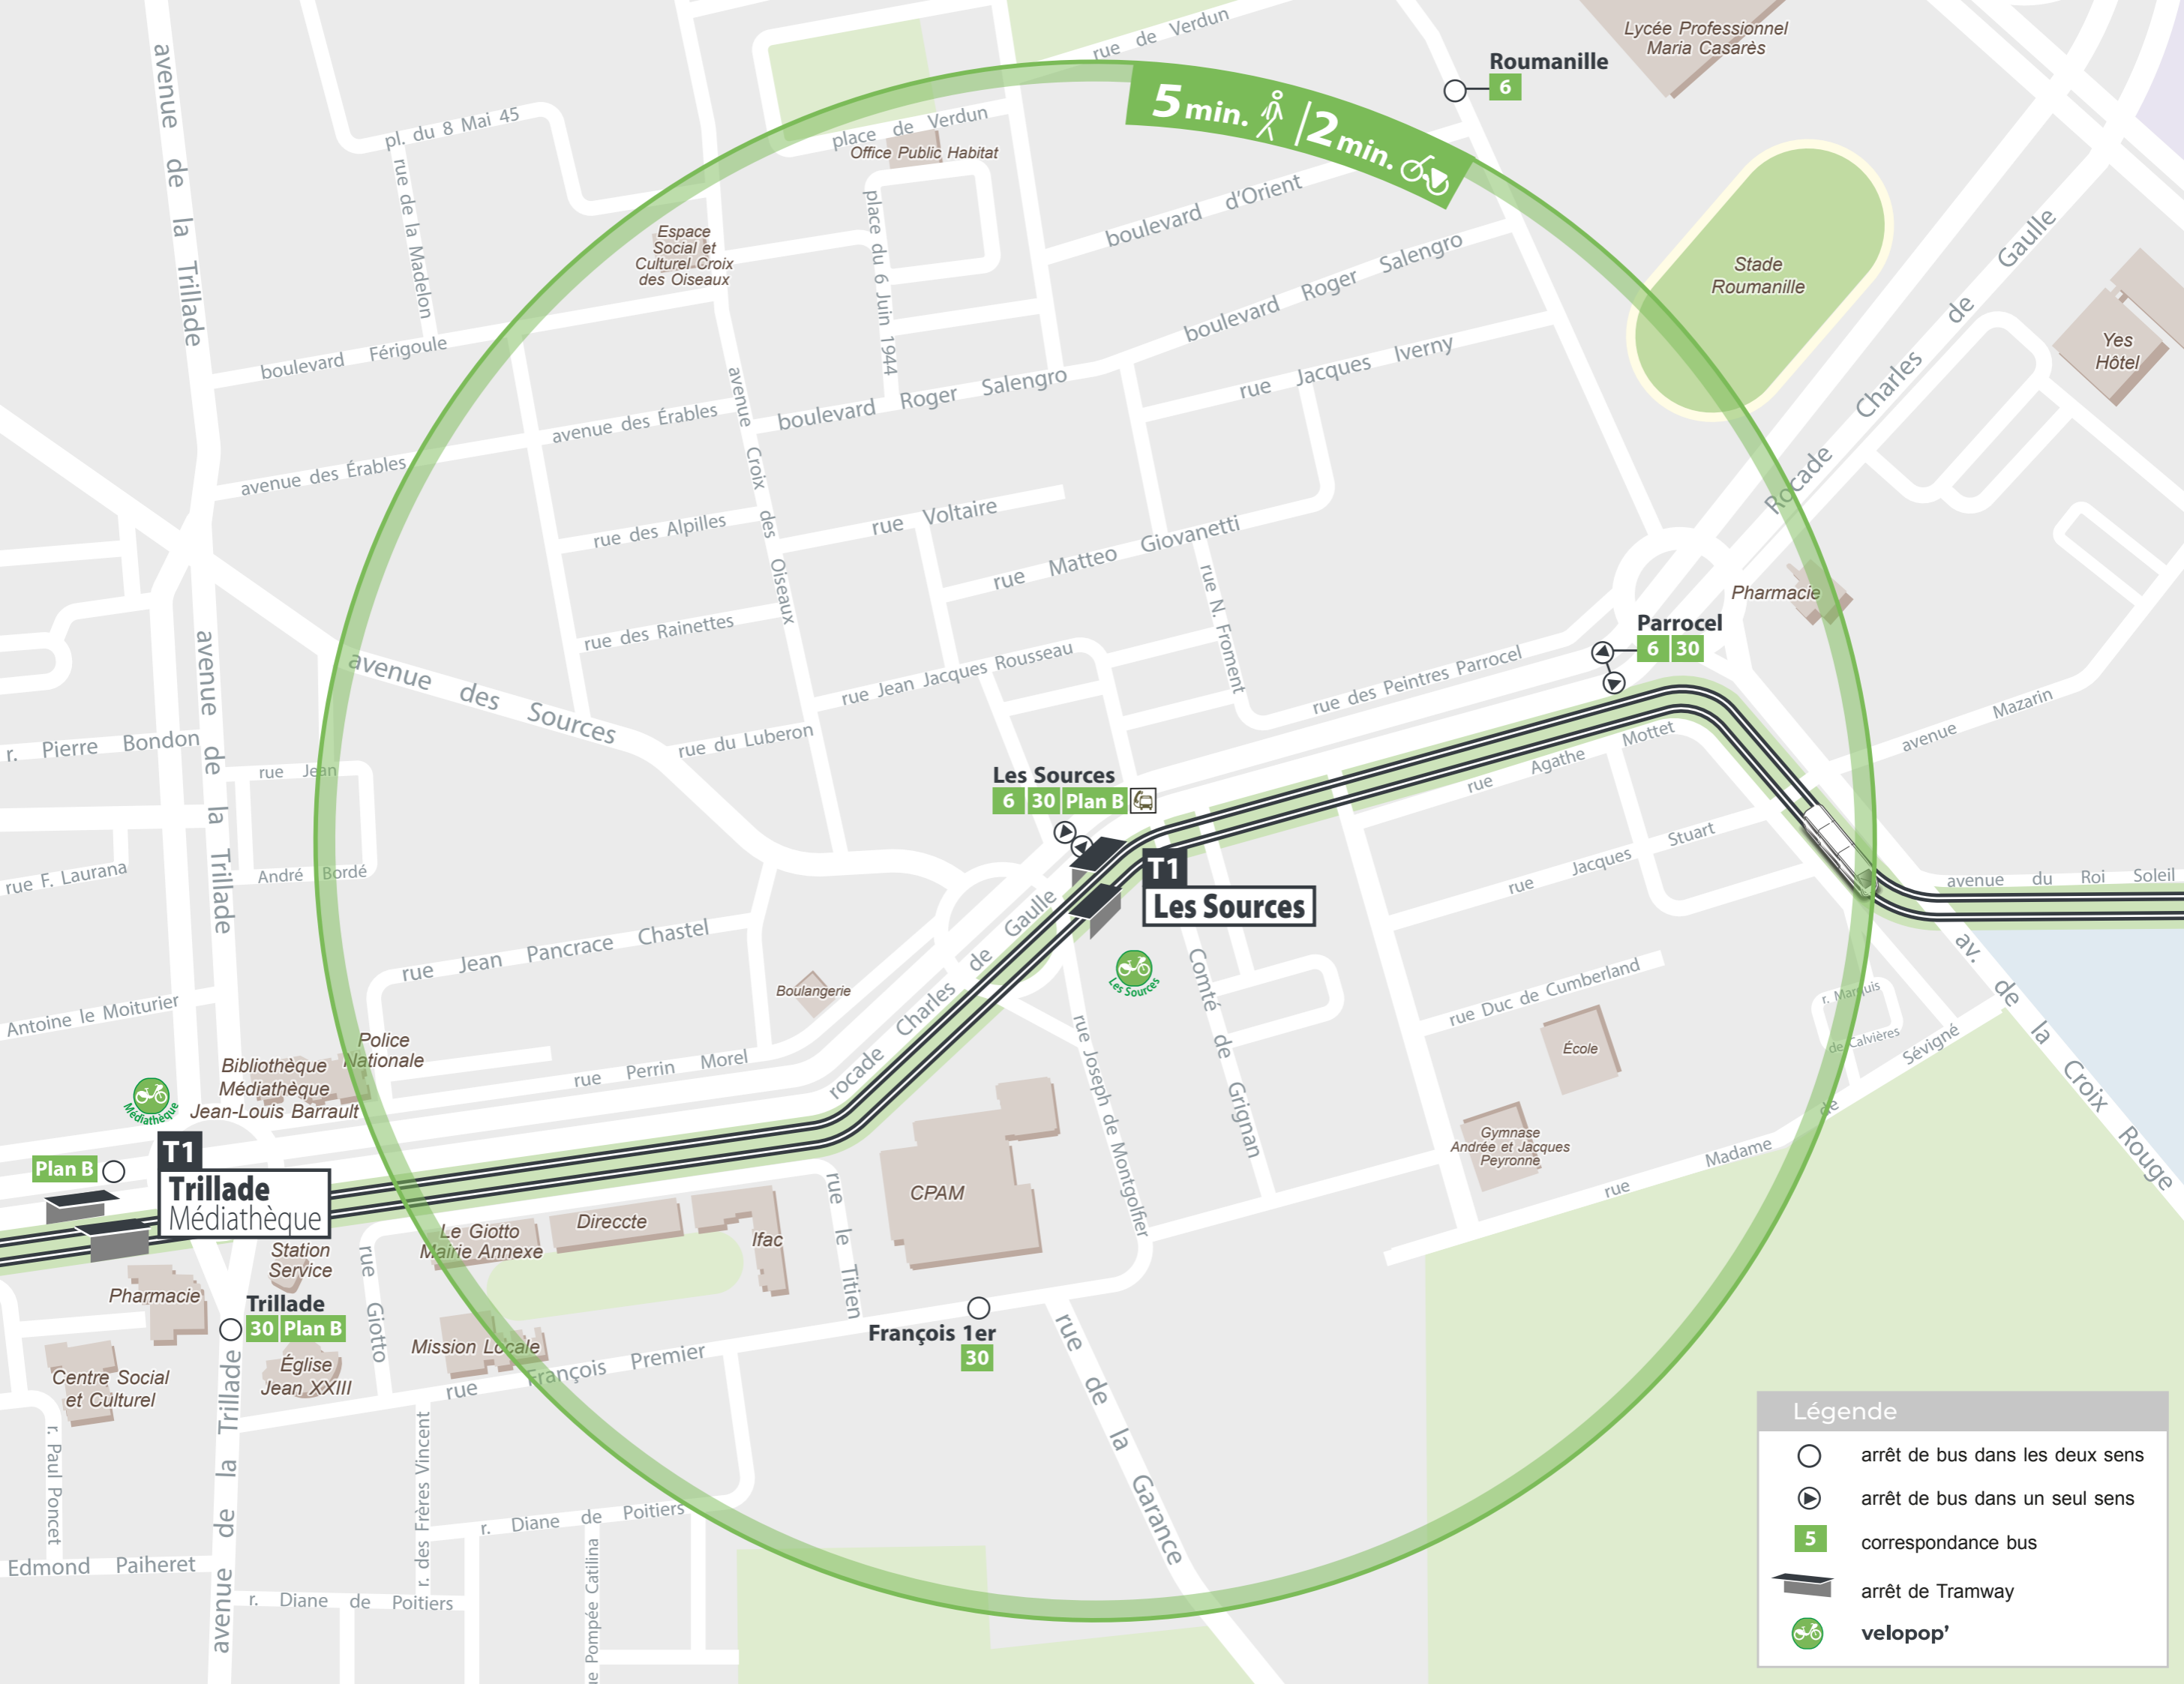 avenue de la Trillade
pl. du 8 Mai 45
rue de la Madelon
boulevard Férigoule
avenue des Érables
avenue des Érables
Espace
Social et
Culturel Croix
des Oiseaux
place de Verdun
Office Public Habitat
place du 6 Juin 1944
rue de Verdun
5 min. / 2 min.
Roumanille
6
Lycée Professionnel
Maria Casarès
boulevard d'Orient
boulevard Roger Salengro
boulevard Roger Salengro
rue Jacques Iverny
Stade
Roumanille
Rocade Charles de Gaulle
Yes
Hôtel
avenue Croix des Oiseaux
rue des Alpilles
rue Voltaire
rue Matteo Giovanetti
rue N. Froment
rue des Rainettes
rue Jean Jacques Rousseau
rue du Luberon
avenue des Sources
rue des Peintres Parrocel
Pharmacie
Parrocel
6 30
avenue Mazarin
rue Agathe Mottet
rue Jacques Stuart
avenue du Roi Soleil
av. de la Croix Rouge
avenue de la Trillade
r. Pierre Bondon
rue Jean
André Bordé
rue F. Laurana
Antoine le Moiturier
Les Sources
6 30 Plan B
T1
Les Sources
Les Sources
rue Jean Pancrace Chastel
Boulangerie
rocade Charles de Gaulle
rue Perrin Morel
Police
Nationale
Bibliothèque
Médiathèque
Jean-Louis Barrault
Médiathèque
Plan B
T1
Trillade
Médiathèque
Comté de Grignan
rue Joseph de Montgolfier
rue Duc de Cumberland
École
r. Marquis
de Calvières
rue Madame de Sévigné
Gymnase
Andrée et Jacques
Peyronne
CPAM
rue le Titien
Ifac
Direccte
Le Giotto
Mairie Annexe
Station
Service
rue Giotto
Pharmacie
Trillade
30 Plan B
Église
Jean XXIII
Centre Social
et Culturel
Mission Locale
rue François Premier
François 1er
30
rue de la Garance
avenue de la Trillade
r. Paul Poncet
Edmond Paiheret
r. des Frères Vincent
r. Diane de Poitiers
r. Diane de Poitiers
ue Pompée Catilina
Légende
arrêt de bus dans les deux sens
arrêt de bus dans un seul sens
5 correspondance bus
arrêt de Tramway
velopop'